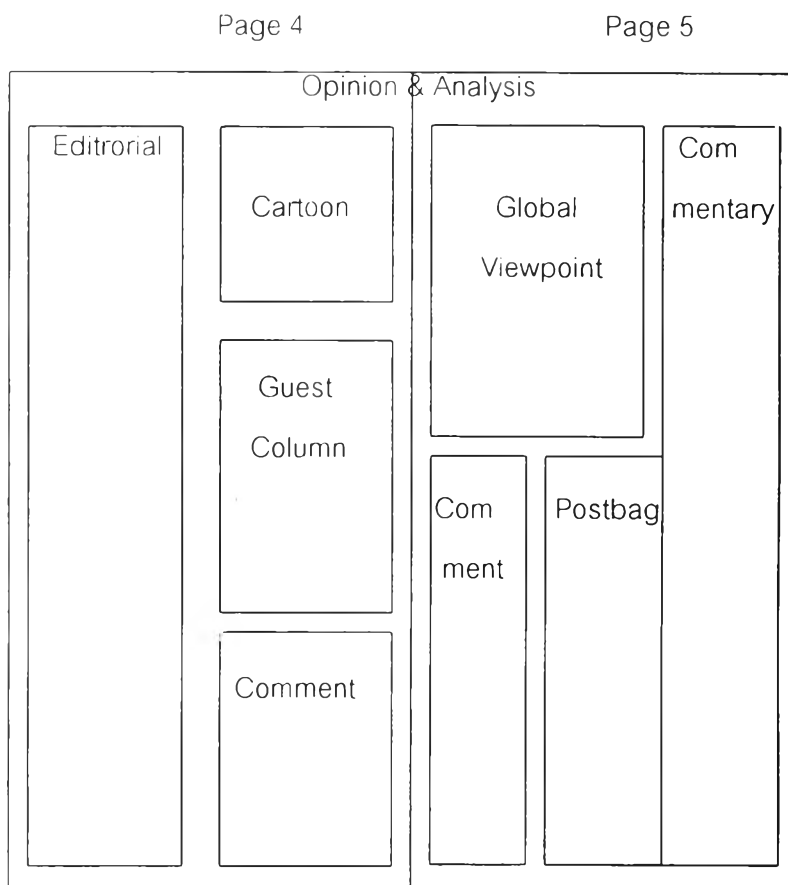 Page 4
Page 5
Opinion & Analysis
Editrorial
Cartoon
Guest
Column
Comment
Global
Viewpoint
Com
mentary
Com
ment
Postbag